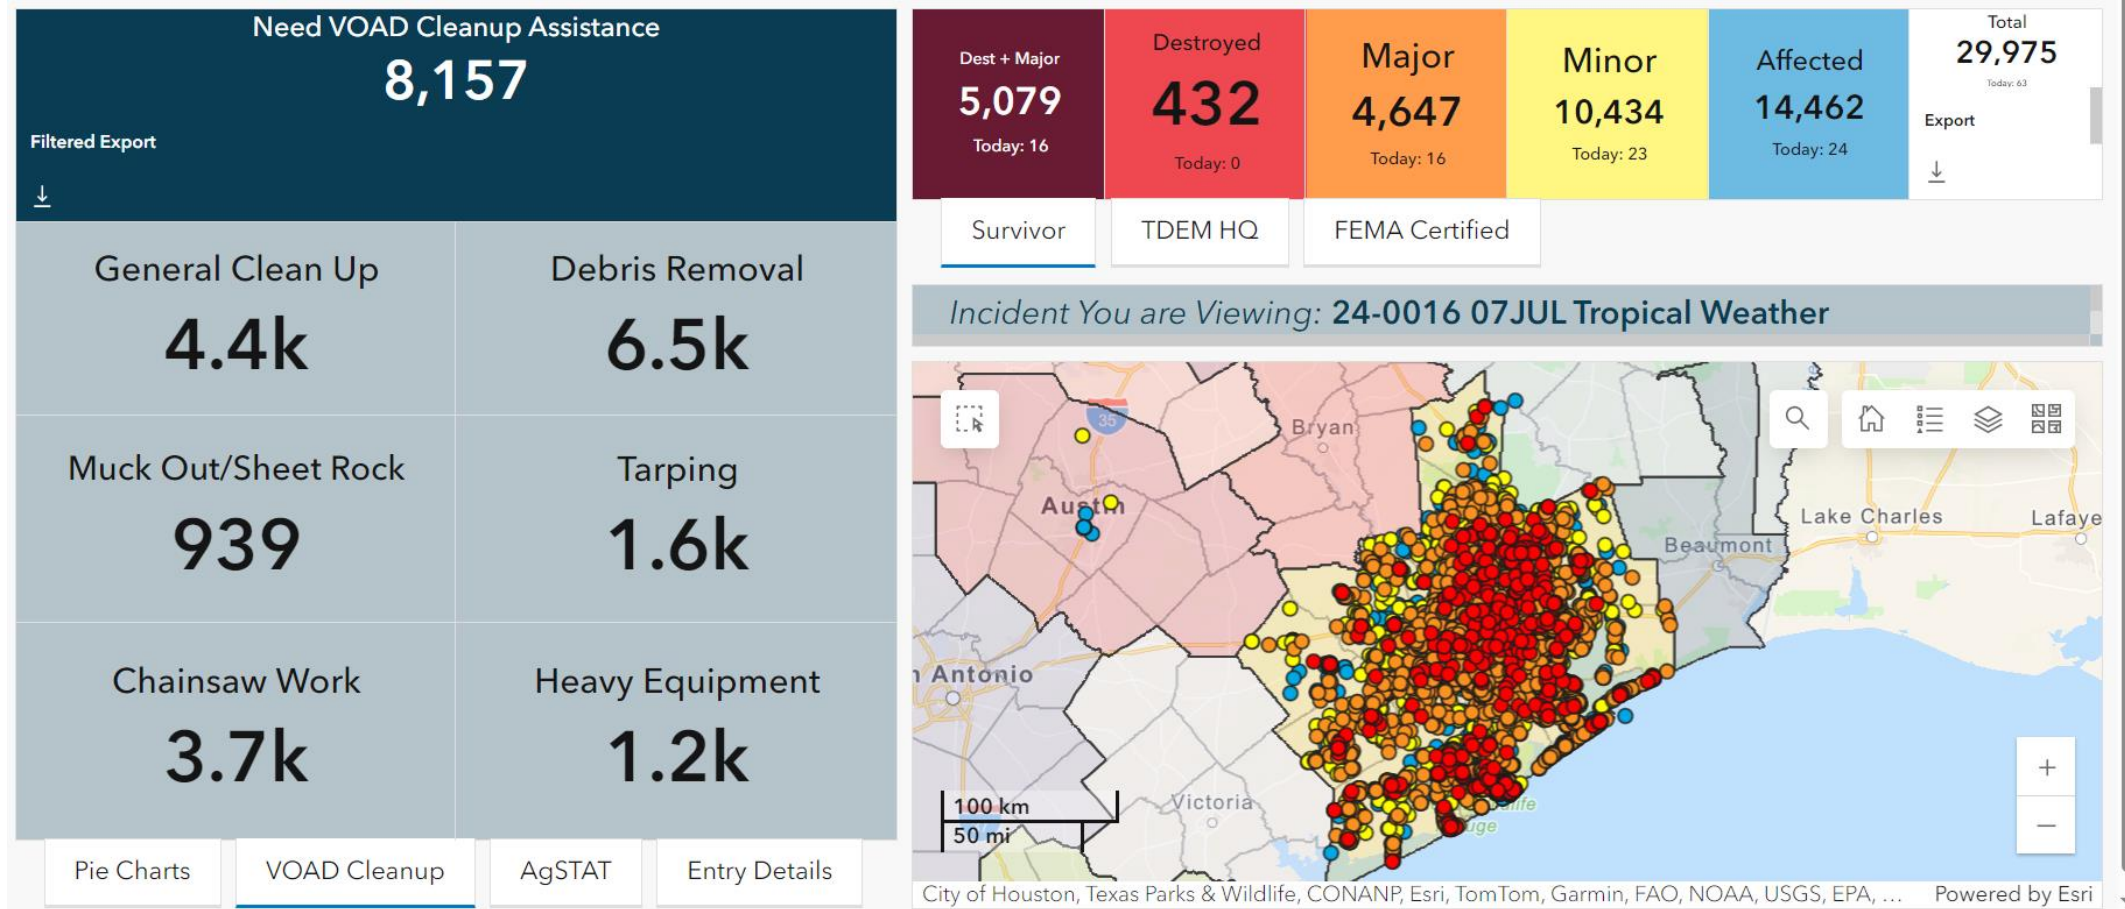 Need VOAD Cleanup Assistance
8,157
Filtered Export
General Clean Up
4.4k
Debris Removal
6.5k
Muck Out/Sheet Rock
939
Tarping
1.6k
Chainsaw Work
3.7k
Heavy Equipment
1.2k
Pie Charts
VOAD Cleanup
AgSTAT
Entry Details
Dest + Major
5,079
Today: 16
Destroyed
432
Today: 0
Major
4,647
Today: 16
Minor
10,434
Today: 23
Affected
14,462
Today: 24
Total
29,975
Today: 63
Export
Survivor
TDEM HQ
FEMA Certified
Incident You are Viewing: 24-0016 07JUL Tropical Weather
35
Bryan
Austin
Lake Charles
Lafaye
Beaumont
n Antonio
Victoria
100 km
50 mi
City of Houston, Texas Parks & Wildlife, CONANP, Esri, TomTom, Garmin, FAO, NOAA, USGS, EPA, ...
Powered by Esri